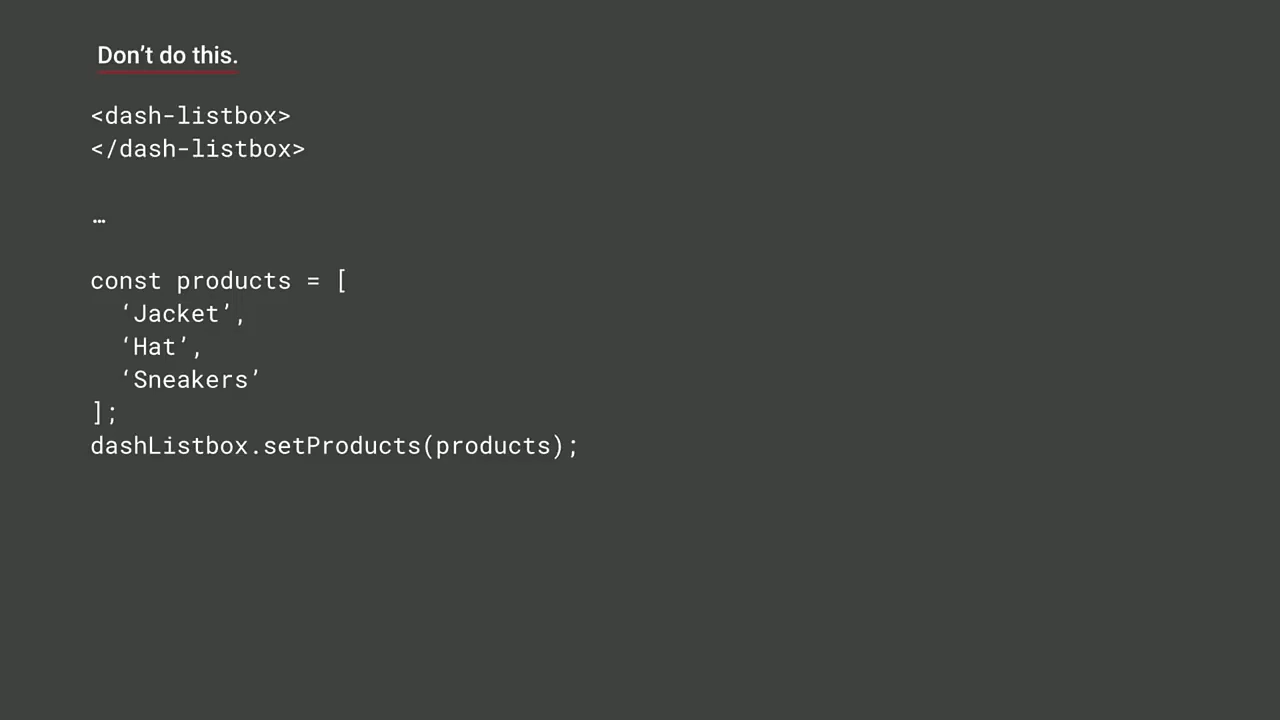 Don’t do this.
<dash-listbox>
</dash-listbox>
…
const products = [
‘Jacket’,
‘Hat’,
‘Sneakers’
];
dashListbox.setProducts(products);